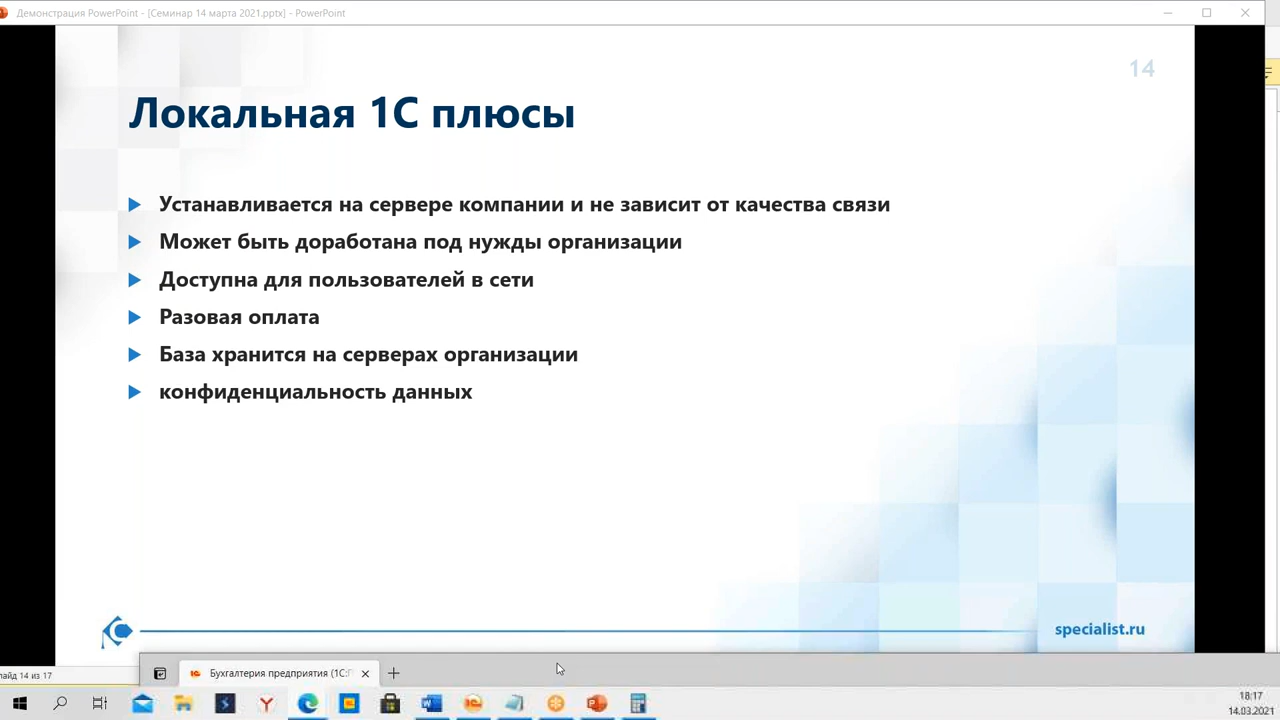 Демонстрация PowerPoint - [Семинар 14 марта 2021.pptx] - PowerPoint
14
Локальная 1С плюсы
Устанавливается на сервере компании и не зависит от качества связи
Может быть доработана под нужды организации
Доступна для пользователей в сети
Разовая оплата
База хранится на серверах организации
конфиденциальность данных
specialist.ru
лайд 14 из 17
Бухгалтерия предприятия (1С:П
18:17
14.03.2021